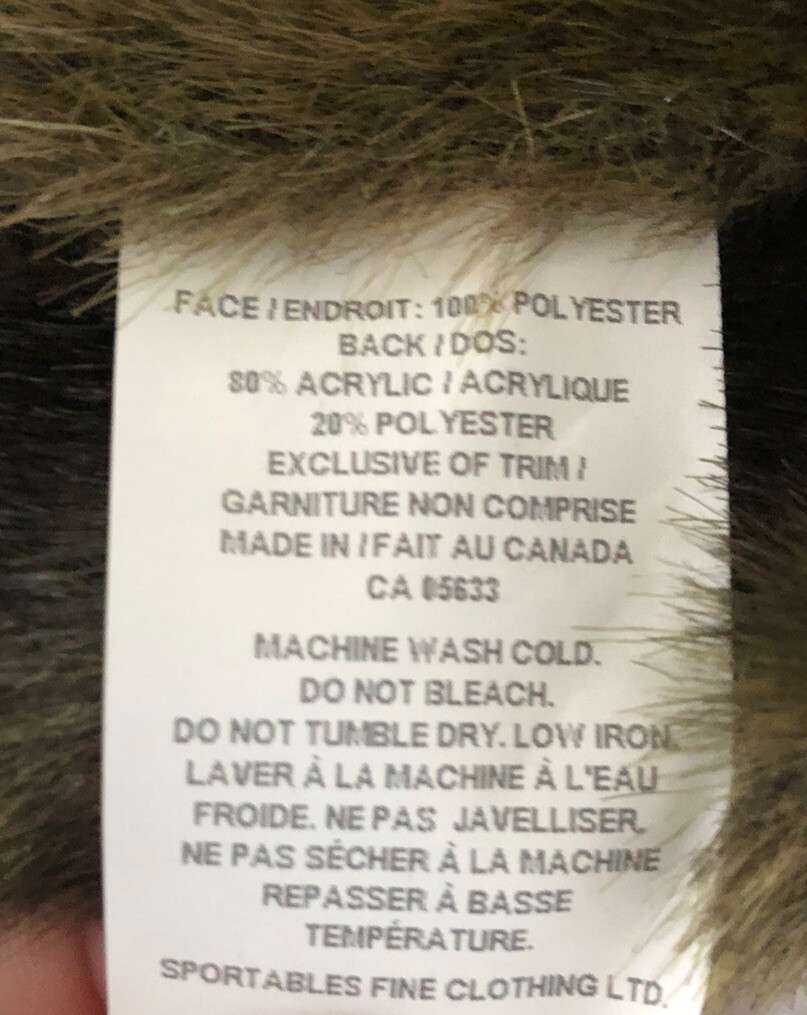 FACE / ENDROIT: 100% POLYESTER
BACK / DOS:
80% ACRYLIC / ACRYLIQUE
20% POLYESTER
EXCLUSIVE OF TRIM /
GARNITURE NON COMPRISE
MADE IN / FAIT AU CANADA
CA 05633
MACHINE WASH COLD.
DO NOT BLEACH.
DO NOT TUMBLE DRY. LOW IRON.
LAVER À LA MACHINE À L'EAU
FROIDE. NE PAS JAVELLISER.
NE PAS SÉCHER À LA MACHINE
REPASSER À BASSE
TEMPÉRATURE.
SPORTABLES FINE CLOTHING LTD.